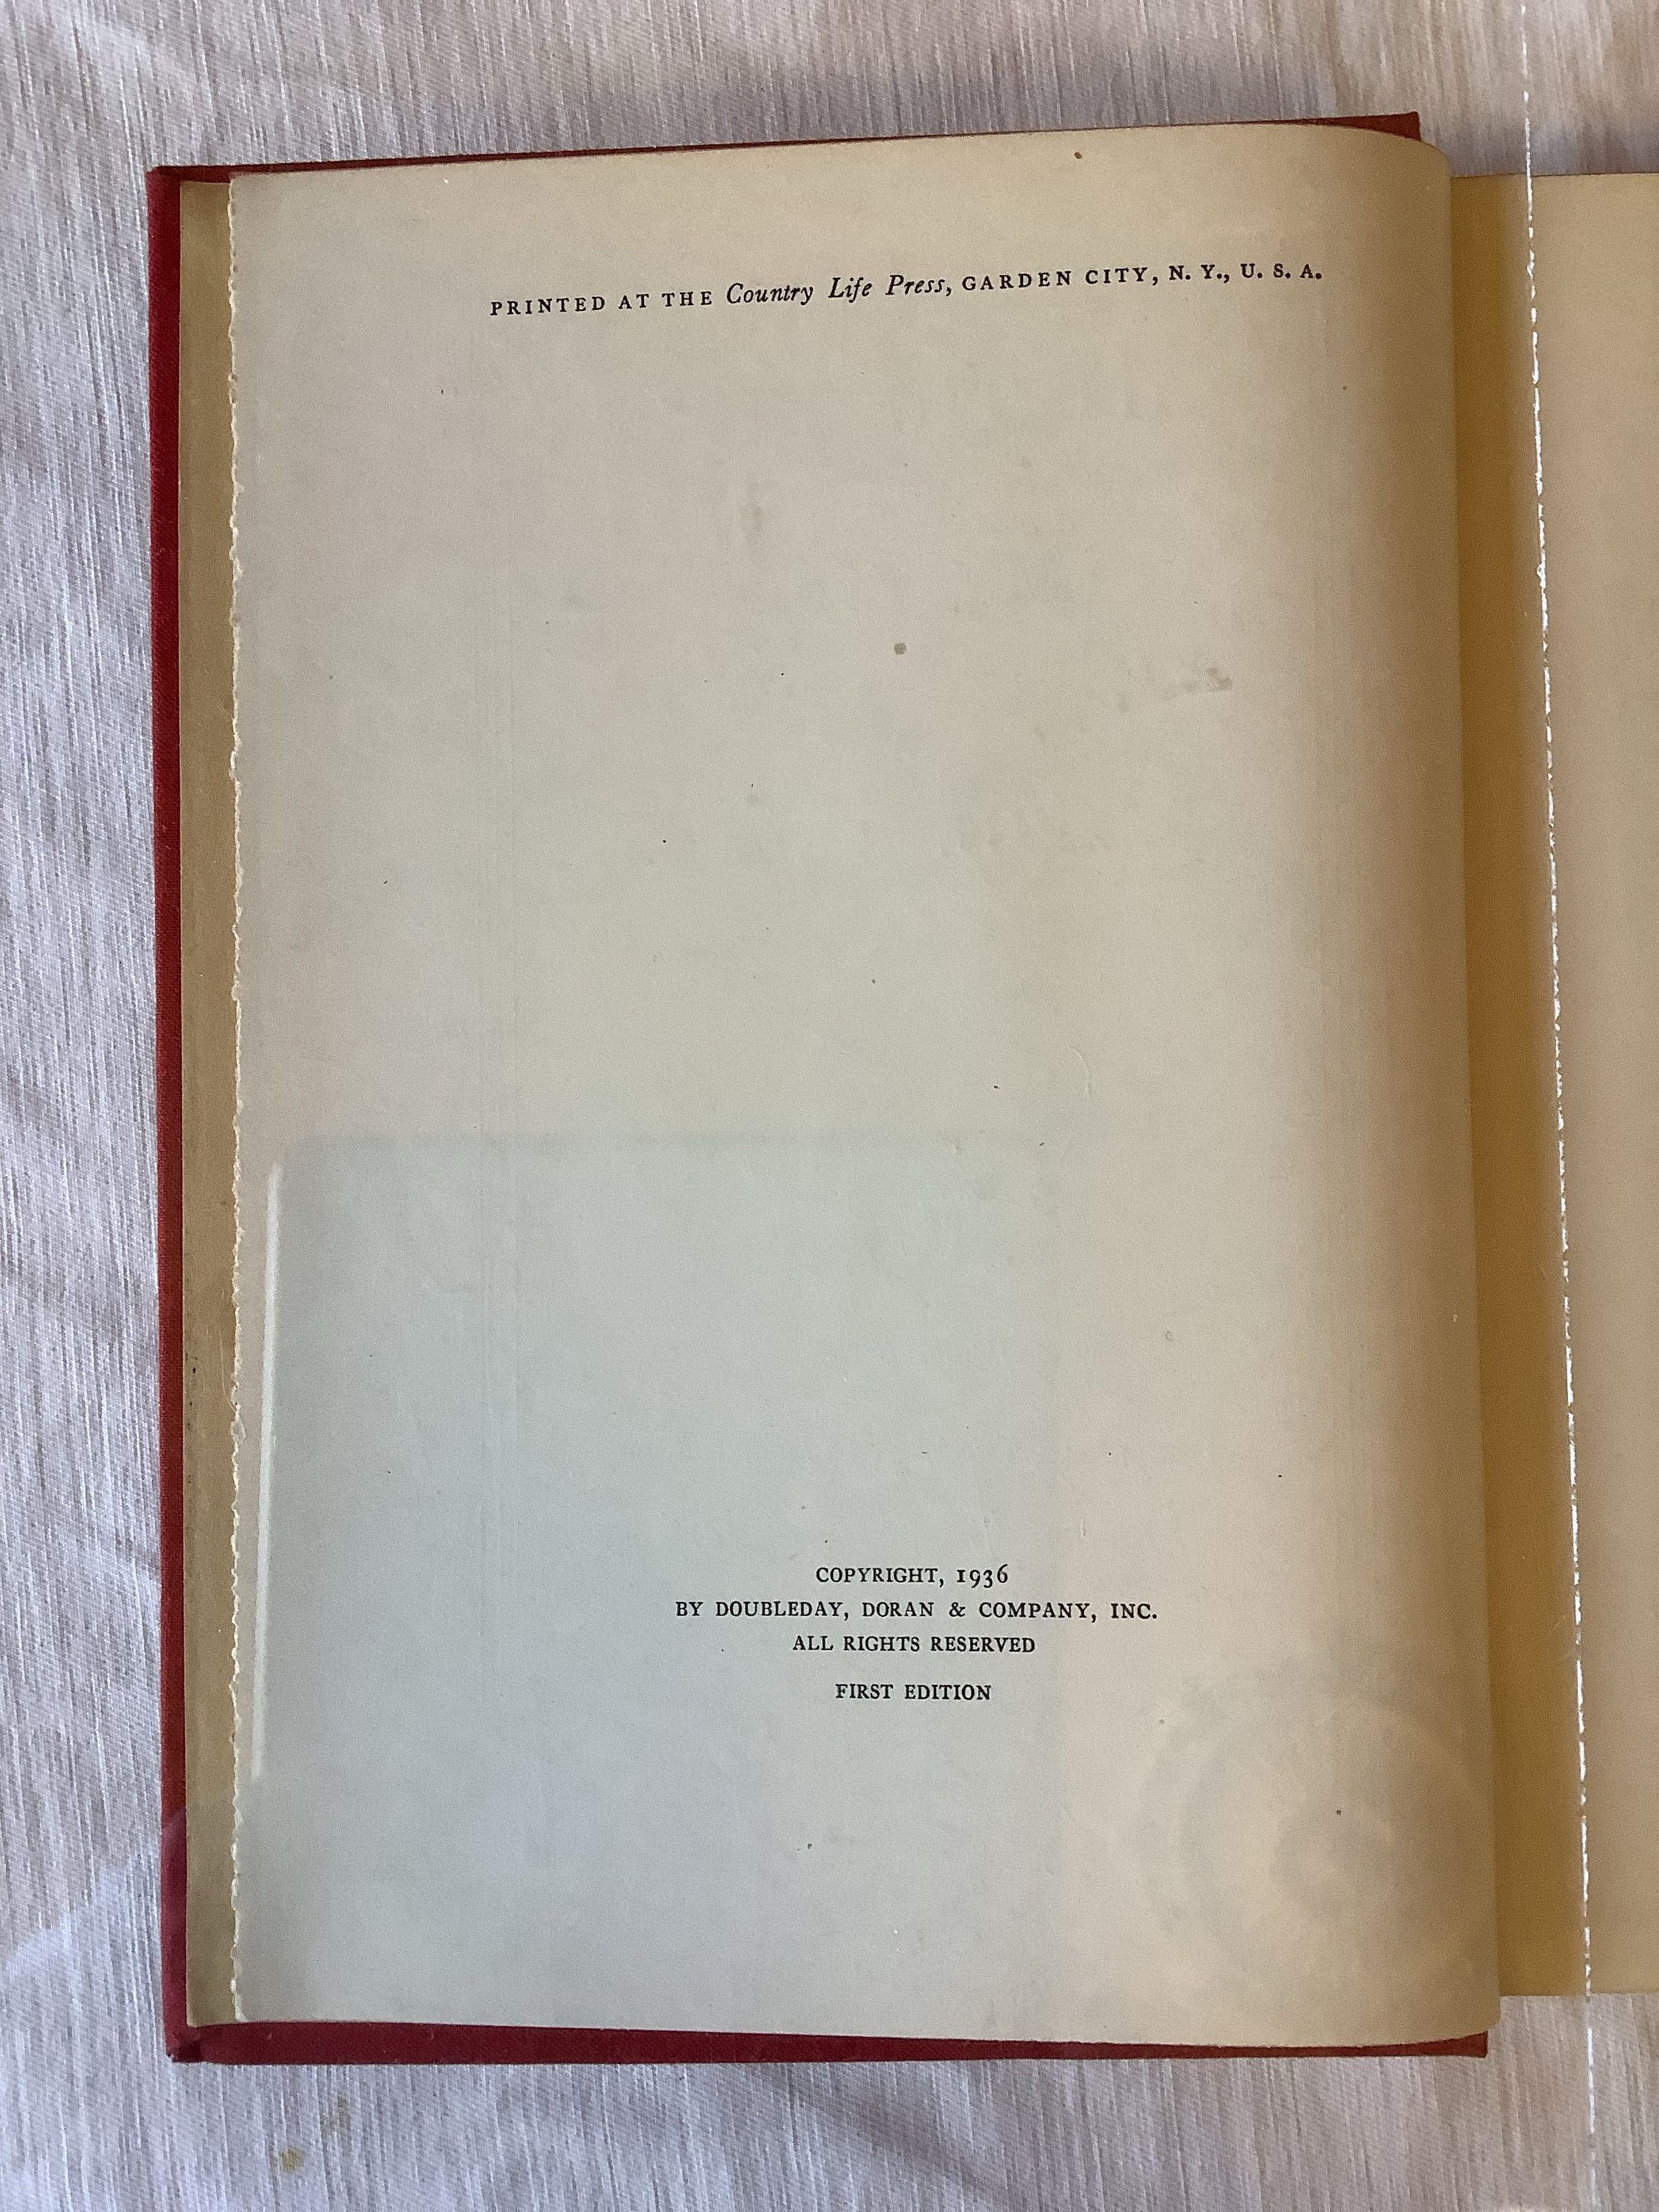 PRINTED AT THE Country Life Press, GARDEN CITY, N. Y., U. S. A.
COPYRIGHT, 1936
BY DOUBLEDAY, DORAN & COMPANY, INC.
ALL RIGHTS RESERVED
FIRST EDITION